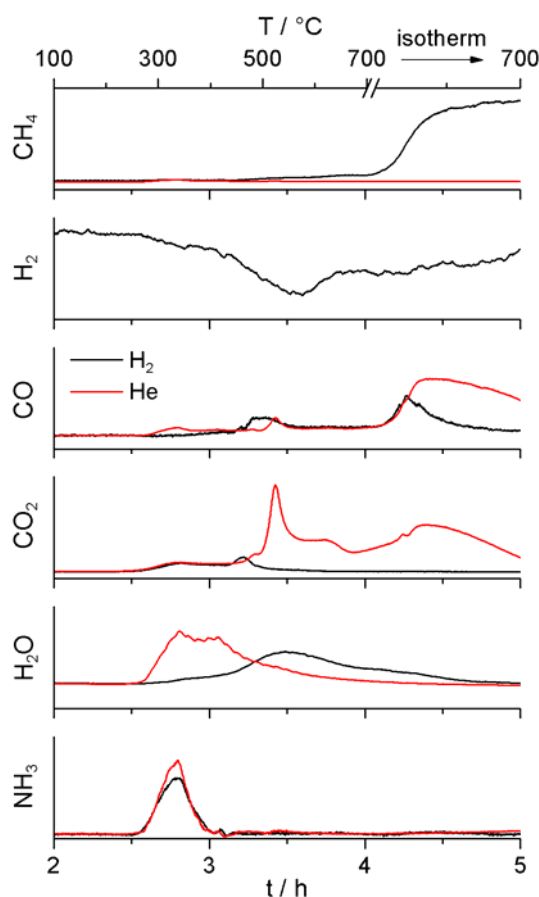 T / °C
isotherm
100 300 500 700 700
CH₄
H₂
CO
H₂
He
CO₂
H₂O
NH₃
2 3 4 5
t / h